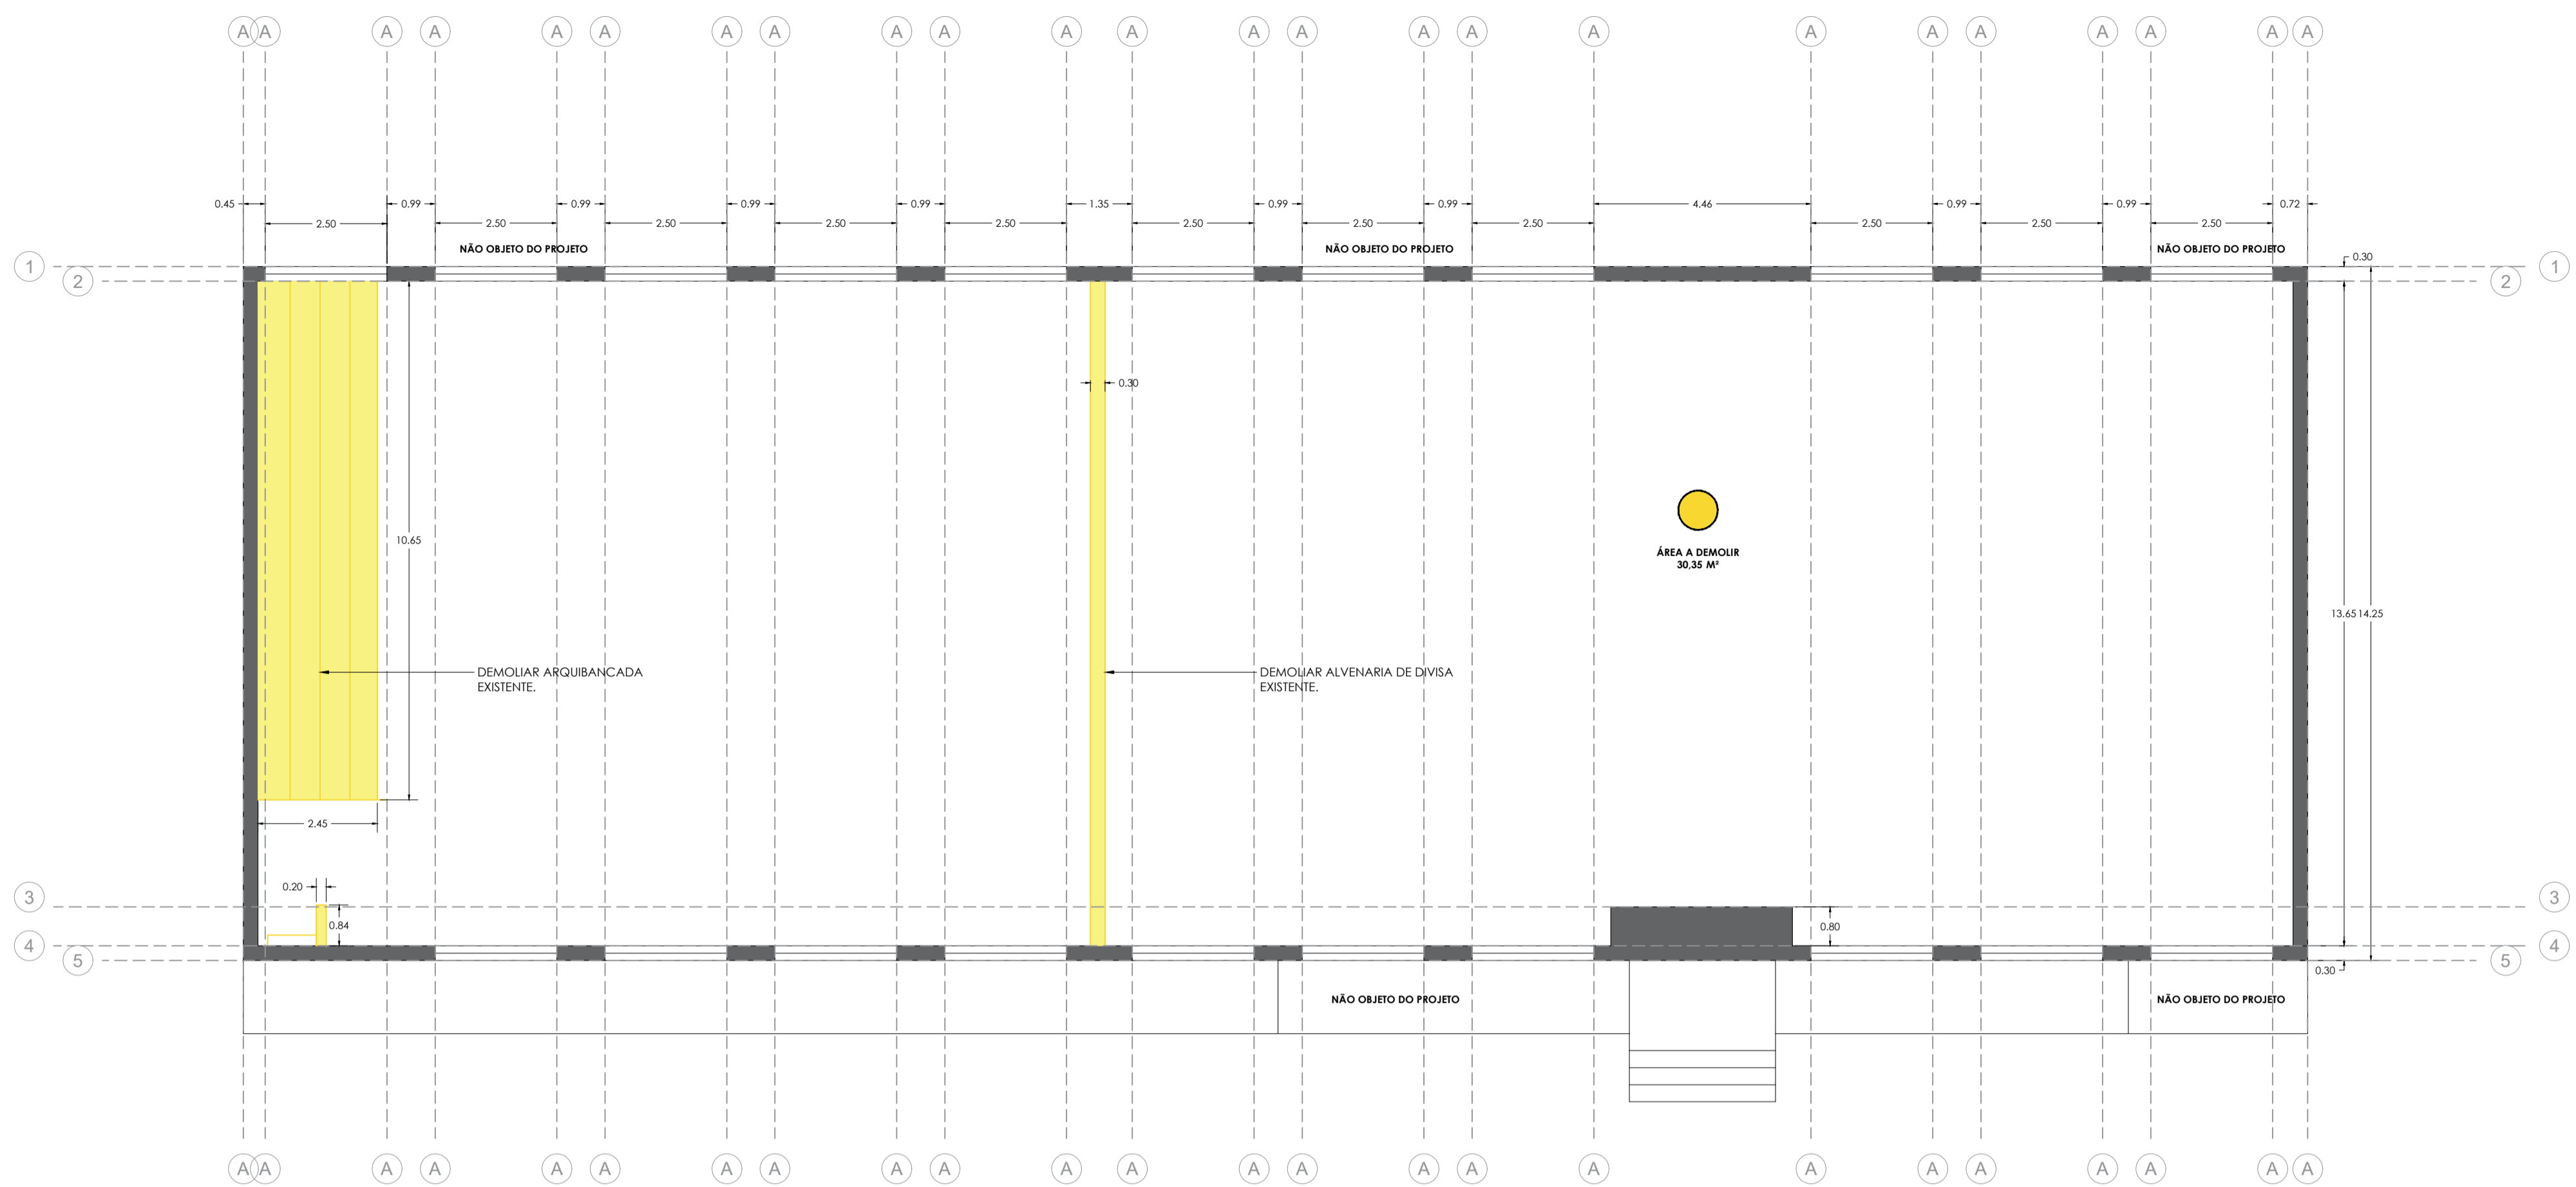 A A A A A A A A A A A A A A A A A A A A A A A A
0.45 0.99 0.99 0.99 0.99 1.35 0.99 0.99 4.46 0.99 0.99 0.72
2.50 2.50 2.50 2.50 2.50 2.50 2.50 2.50 2.50 2.50 2.50
NÃO OBJETO DO PROJETO NÃO OBJETO DO PROJETO NÃO OBJETO DO PROJETO
0.30
1 1
2 2
0.30
10.65
ÁREA A DEMOLIR
30,35 M²
13.65 14.25
DEMOLIAR ARQUIBANCADA
EXISTENTE.
DEMOLIAR ALVENARIA DE DIVISA
EXISTENTE.
2.45
0.20
3 3
0.84 0.80
4 4
5 5
0.30
NÃO OBJETO DO PROJETO NÃO OBJETO DO PROJETO
A A A A A A A A A A A A A A A A A A A A A A A A